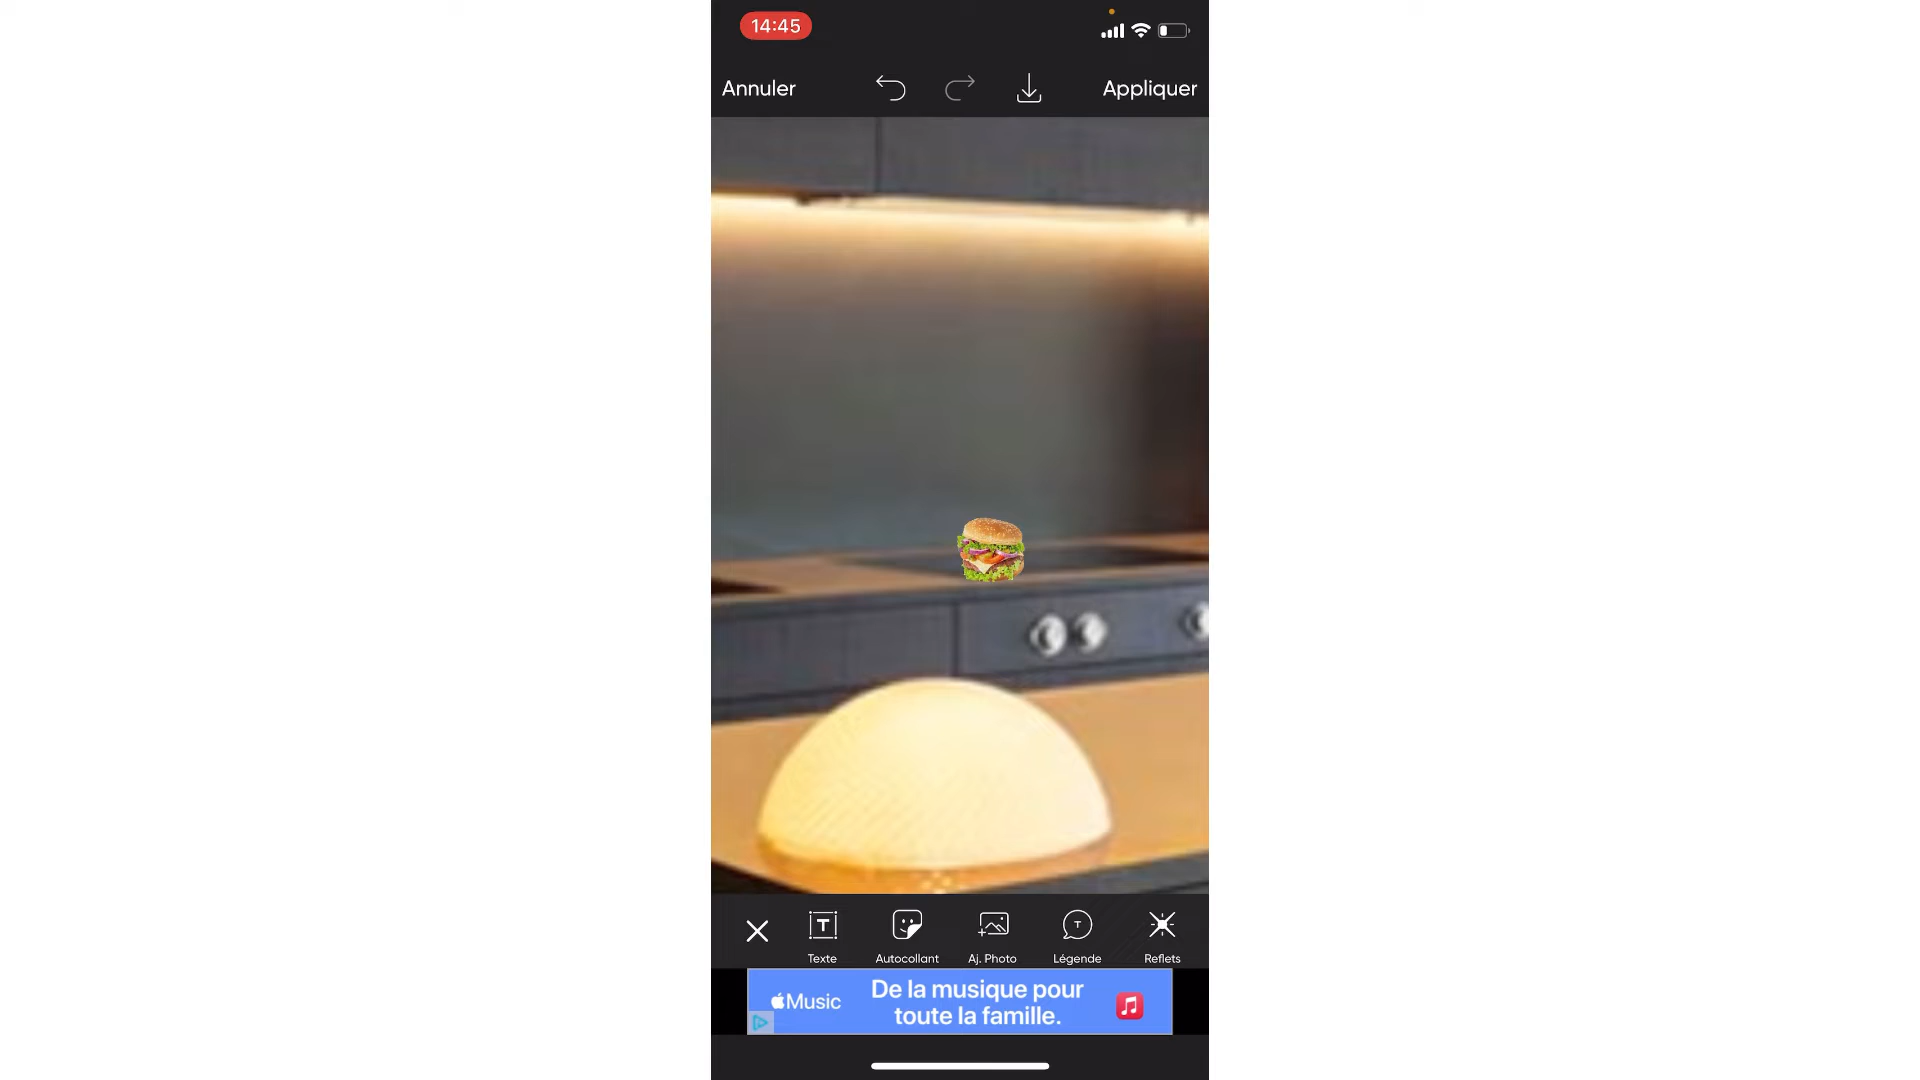 14:45
Annuler
Appliquer
T
T
Texte
Autocollant
Aj. Photo
Légende
Reflets
Music
De la musique pour
toute la famille.